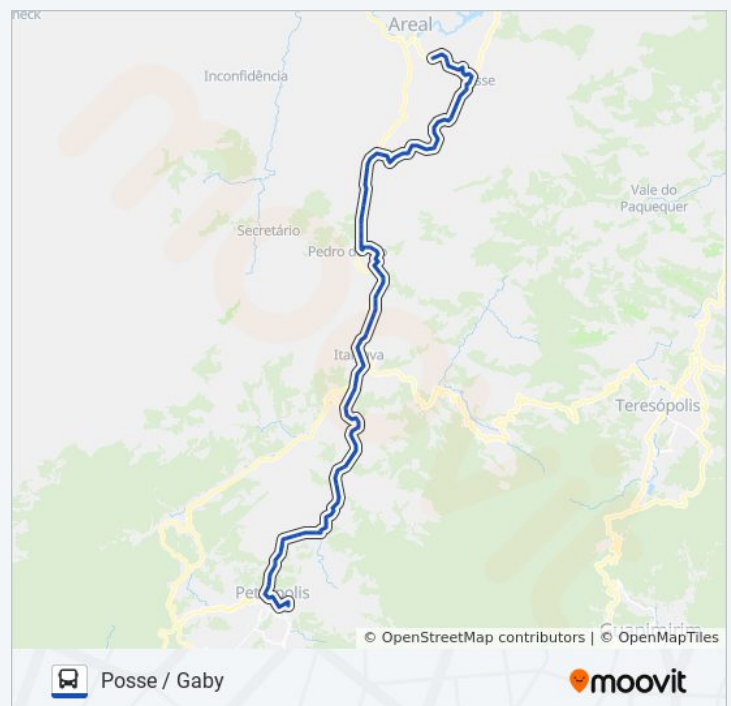 Areal
Inconfidência
Vale do
Paquequer
Secretário
Teresópolis
© OpenStreetMap contributors | © OpenMapTiles
Posse / Gaby
moovit